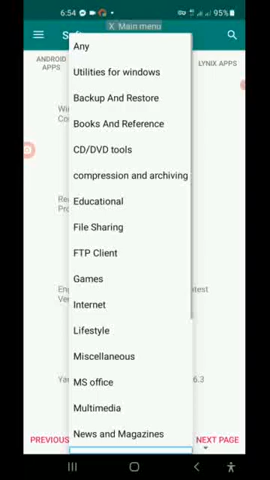 6:54
95%
X Main menu
Sof
ANDROID
APPS
LYNIX APPS
Any
Utilities for windows
Backup And Restore
Books And Reference
CD/DVD tools
compression and archiving
Educational
File Sharing
FTP Client
Games
Internet
Lifestyle
Miscellaneous
MS office
Multimedia
News and Magazines
PREVIOUS
NEXT PAGE